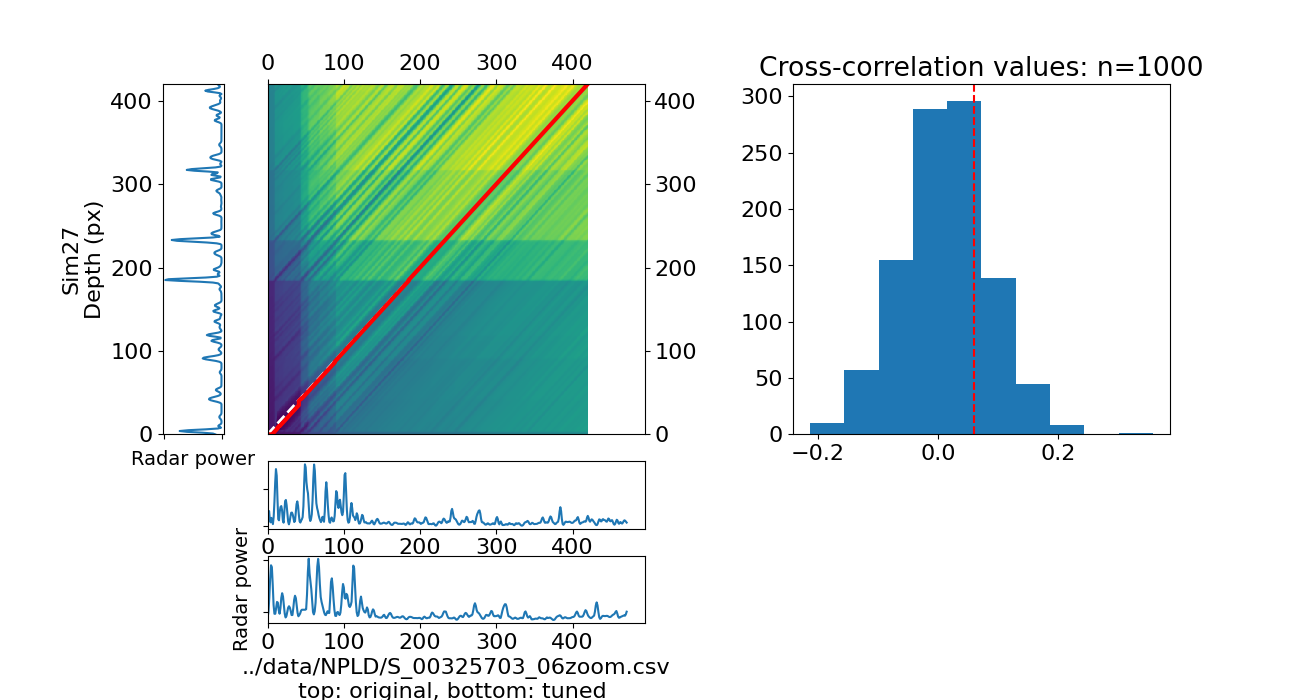 Cross-correlation values: n=1000
0 100 200 300 400
400
300
200
100
0
Sim27
Depth (px)
400
300
200
100
0
300
250
200
150
100
50
0
−0.2 0.0 0.2
Radar power
0 100 200 300 400
Radar power
0 100 200 300 400
../data/NPLD/S_00325703_06zoom.csv
top: original, bottom: tuned